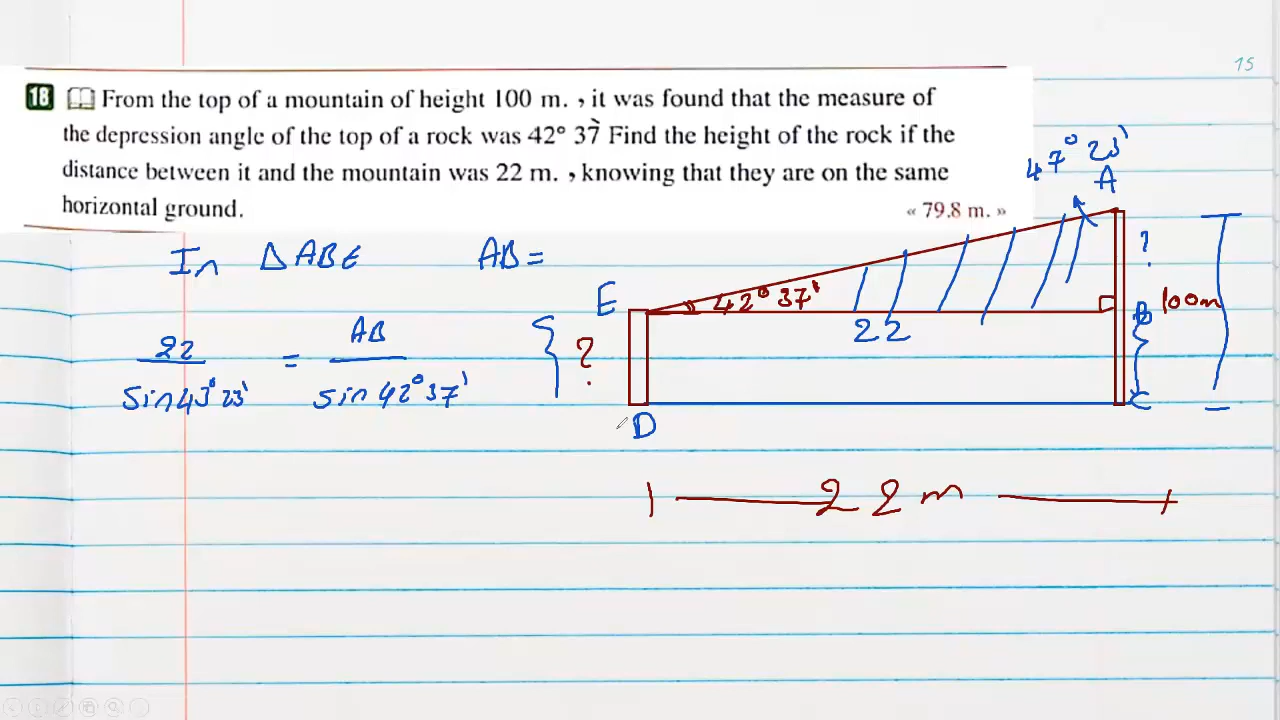 15
18 From the top of a mountain of height 100 m. , it was found that the measure of
the depression angle of the top of a rock was 42° 37̀ Find the height of the rock if the
distance between it and the mountain was 22 m. , knowing that they are on the same
horizontal ground.
« 79.8 m. »
47° 23'
A
In ΔABE AB =
?
E
42° 37'
B
100m
22
22 / sin 43° 23' = AB / sin 42° 37'
?
C
D
22 m